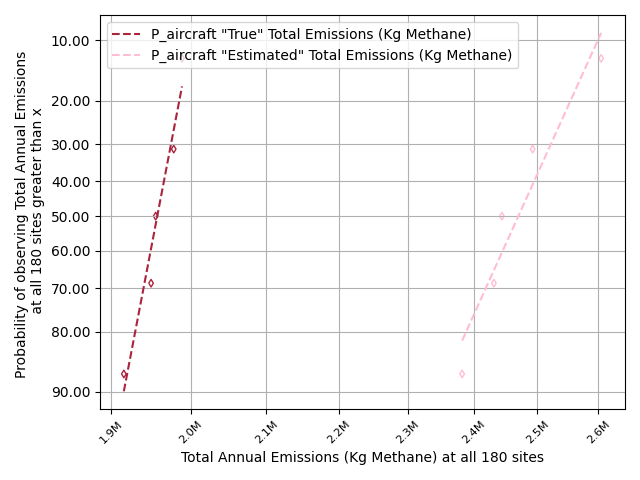 P_aircraft "True" Total Emissions (Kg Methane)
P_aircraft "Estimated" Total Emissions (Kg Methane)
Probability of observing Total Annual Emissions
at all 180 sites greater than x
10.00
20.00
30.00
40.00
50.00
60.00
70.00
80.00
90.00
1.9M
2.0M
2.1M
2.2M
2.3M
2.4M
2.5M
2.6M
Total Annual Emissions (Kg Methane) at all 180 sites